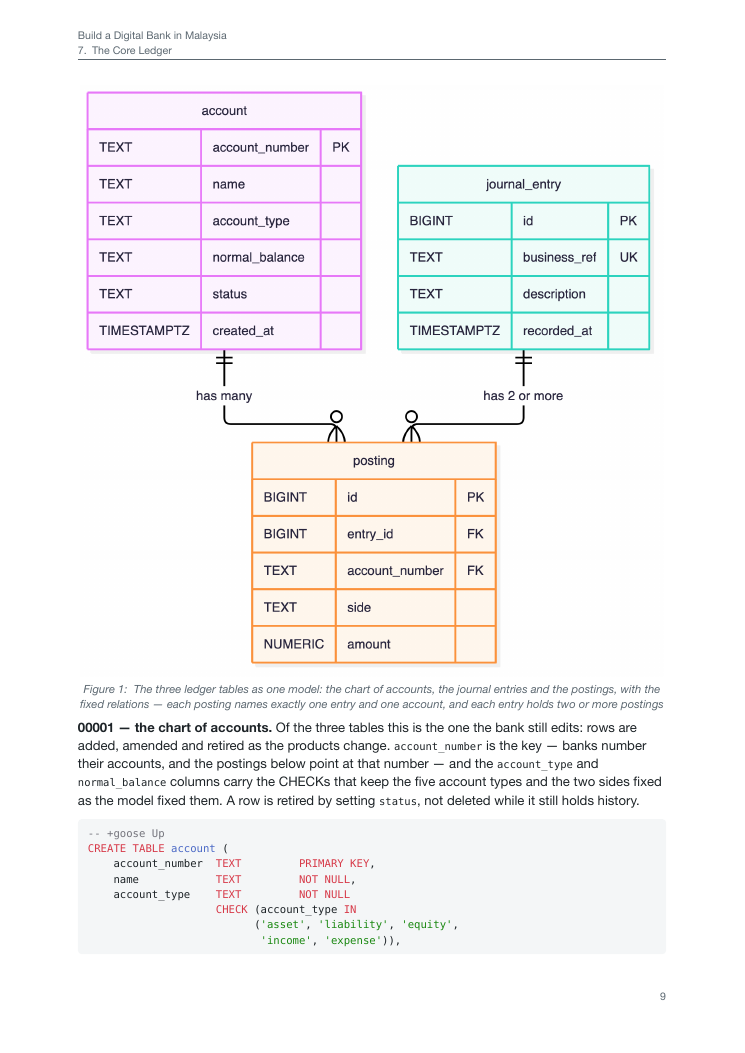 Build a Digital Bank in Malaysia
7. The Core Ledger
account
TEXT account_number PK
TEXT name
TEXT account_type
TEXT normal_balance
TEXT status
TIMESTAMPTZ created_at
journal_entry
BIGINT id PK
TEXT business_ref UK
TEXT description
TIMESTAMPTZ recorded_at
has many
has 2 or more
posting
BIGINT id PK
BIGINT entry_id FK
TEXT account_number FK
TEXT side
NUMERIC amount
Figure 1: The three ledger tables as one model: the chart of accounts, the journal entries and the postings, with the
fixed relations — each posting names exactly one entry and one account, and each entry holds two or more postings
00001 — the chart of accounts. Of the three tables this is the one the bank still edits: rows are
added, amended and retired as the products change. account_number is the key — banks number
their accounts, and the postings below point at that number — and the account_type and
normal_balance columns carry the CHECKs that keep the five account types and the two sides fixed
as the model fixed them. A row is retired by setting status, not deleted while it still holds history.
-- +goose Up
CREATE TABLE account (
account_number TEXT PRIMARY KEY,
name TEXT NOT NULL,
account_type TEXT NOT NULL
CHECK (account_type IN
('asset', 'liability', 'equity',
'income', 'expense')),
9